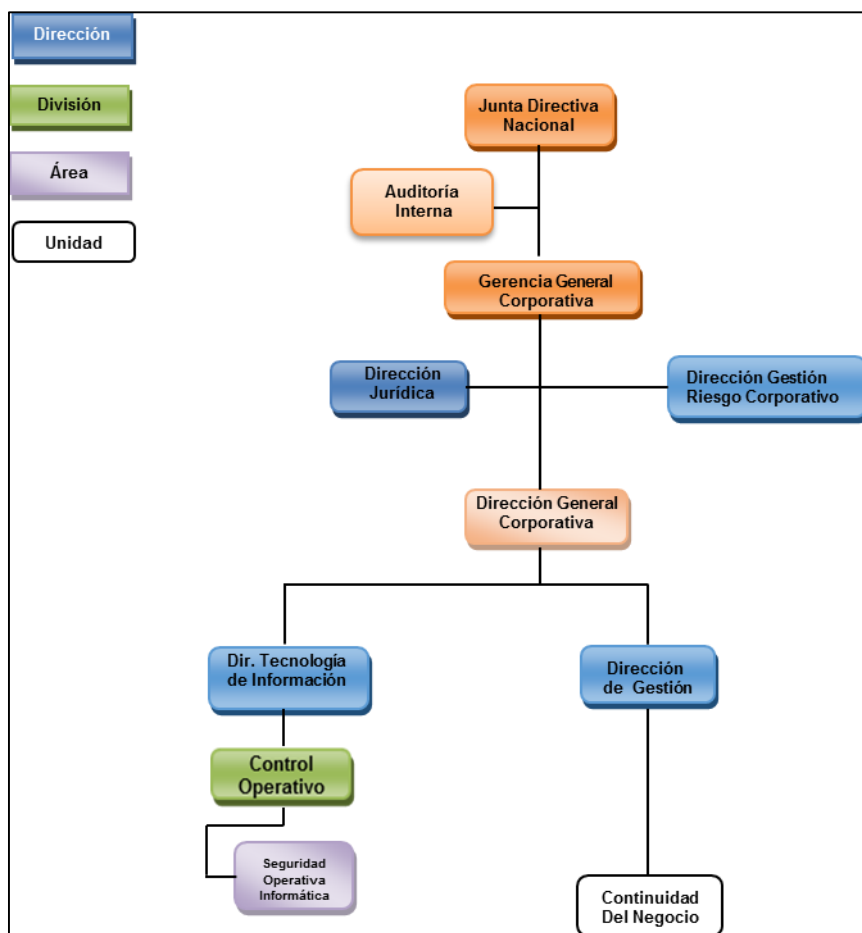 Dirección
División
Área
Unidad
Junta Directiva
Nacional
Auditoría
Interna
Gerencia General
Corporativa
Dirección
Jurídica
Dirección Gestión
Riesgo Corporativo
Dirección General
Corporativa
Dir. Tecnología
de Información
Dirección
de Gestión
Control
Operativo
Seguridad
Operativa
Informática
Continuidad
Del Negocio